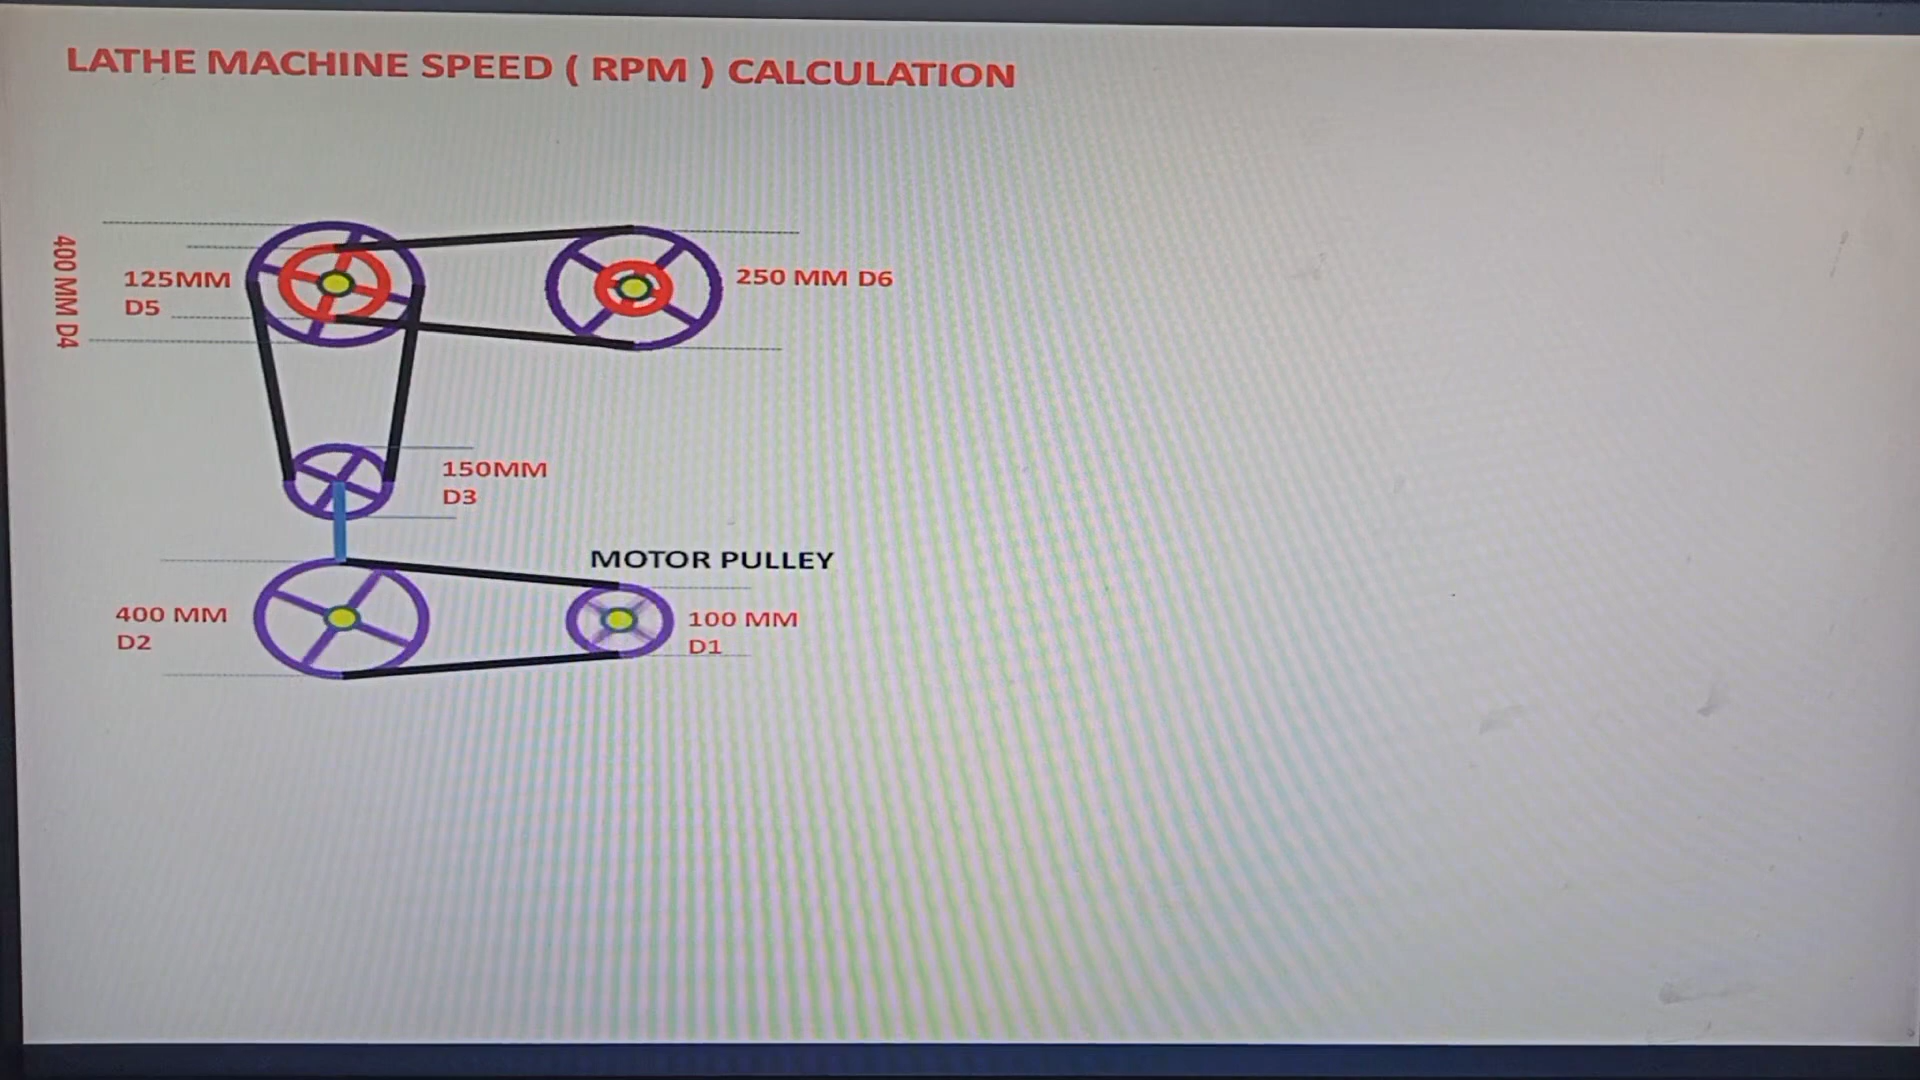 LATHE MACHINE SPEED ( RPM ) CALCULATION
400 MM D4
125MM
D5
250 MM D6
150MM
D3
MOTOR PULLEY
400 MM
D2
100 MM
D1